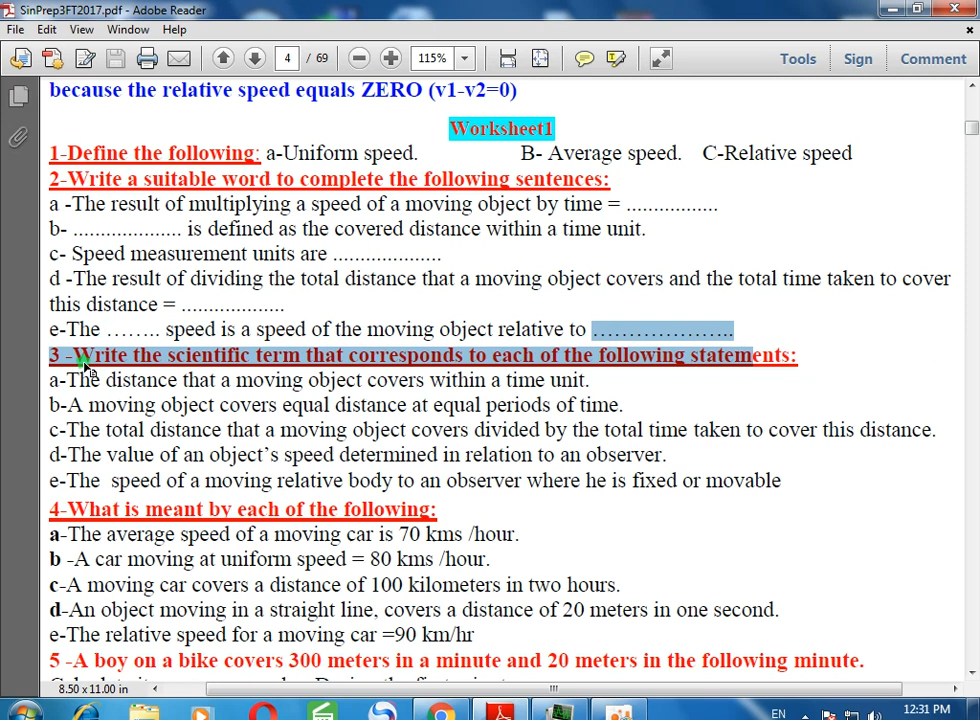 SinPrep3FT2017.pdf - Adobe Reader
File Edit View Window Help
4 / 69 115% Tools Sign Comment
because the relative speed equals ZERO (v1-v2=0)
Worksheet1
1-Define the following: a-Uniform speed. B- Average speed. C-Relative speed
2-Write a suitable word to complete the following sentences:
a -The result of multiplying a speed of a moving object by time = .................
b- .................... is defined as the covered distance within a time unit.
c- Speed measurement units are ....................
d -The result of dividing the total distance that a moving object covers and the total time taken to cover
this distance = ...................
e-The …….. speed is a speed of the moving object relative to ………………..
3 -Write the scientific term that corresponds to each of the following statements:
a-The distance that a moving object covers within a time unit.
b-A moving object covers equal distance at equal periods of time.
c-The total distance that a moving object covers divided by the total time taken to cover this distance.
d-The value of an object’s speed determined in relation to an observer.
e-The speed of a moving relative body to an observer where he is fixed or movable
4-What is meant by each of the following:
a-The average speed of a moving car is 70 kms /hour.
b -A car moving at uniform speed = 80 kms /hour.
c-A moving car covers a distance of 100 kilometers in two hours.
d-An object moving in a straight line, covers a distance of 20 meters in one second.
e-The relative speed for a moving car =90 km/hr
5 -A boy on a bike covers 300 meters in a minute and 20 meters in the following minute.
8.50 x 11.00 in
EN 12:31 PM